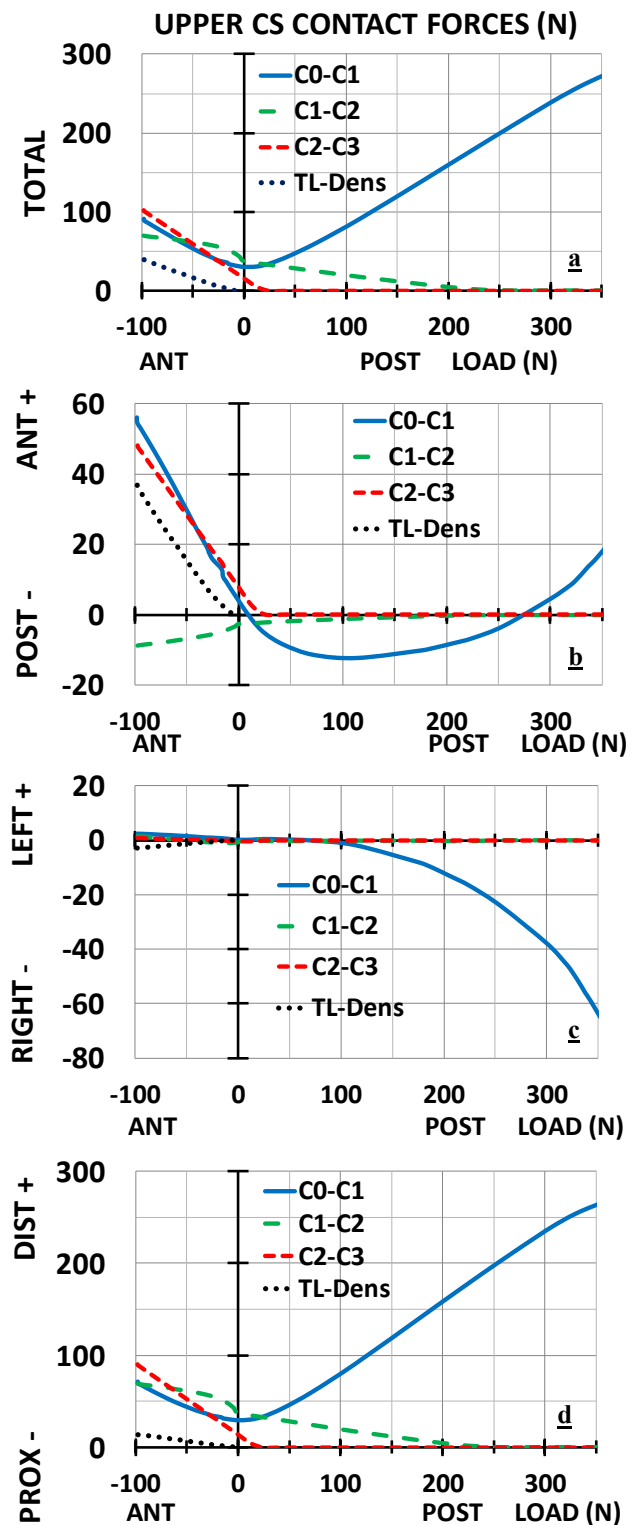 UPPER CS CONTACT FORCES (N)
300
200
100
0
TOTAL
C0-C1
C1-C2
C2-C3
TL-Dens
a
-100 0 100 200 300
ANT POST LOAD (N)
60
40
20
0
-20
ANT +
POST -
C0-C1
C1-C2
C2-C3
TL-Dens
b
-100 0 100 200 300
ANT POST LOAD (N)
20
0
-20
-40
-60
-80
LEFT +
RIGHT -
C0-C1
C1-C2
C2-C3
TL-Dens
c
-100 0 100 200 300
ANT POST LOAD (N)
300
200
100
0
DIST +
PROX -
C0-C1
C1-C2
C2-C3
TL-Dens
d
-100 0 100 200 300
ANT POST LOAD (N)